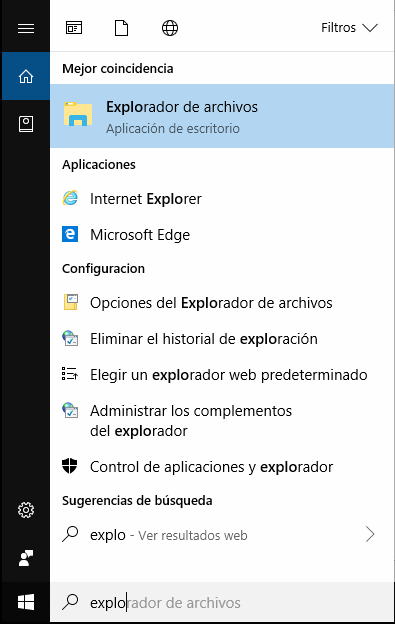 Filtros
Mejor coincidencia
Explorador de archivos
Aplicación de escritorio
Aplicaciones
Internet Explorer
Microsoft Edge
Configuracion
Opciones del Explorador de archivos
Eliminar el historial de exploración
Elegir un explorador web predeterminado
Administrar los complementos
del explorador
Control de aplicaciones y explorador
Sugerencias de búsqueda
explo - Ver resultados web
explorador de archivos